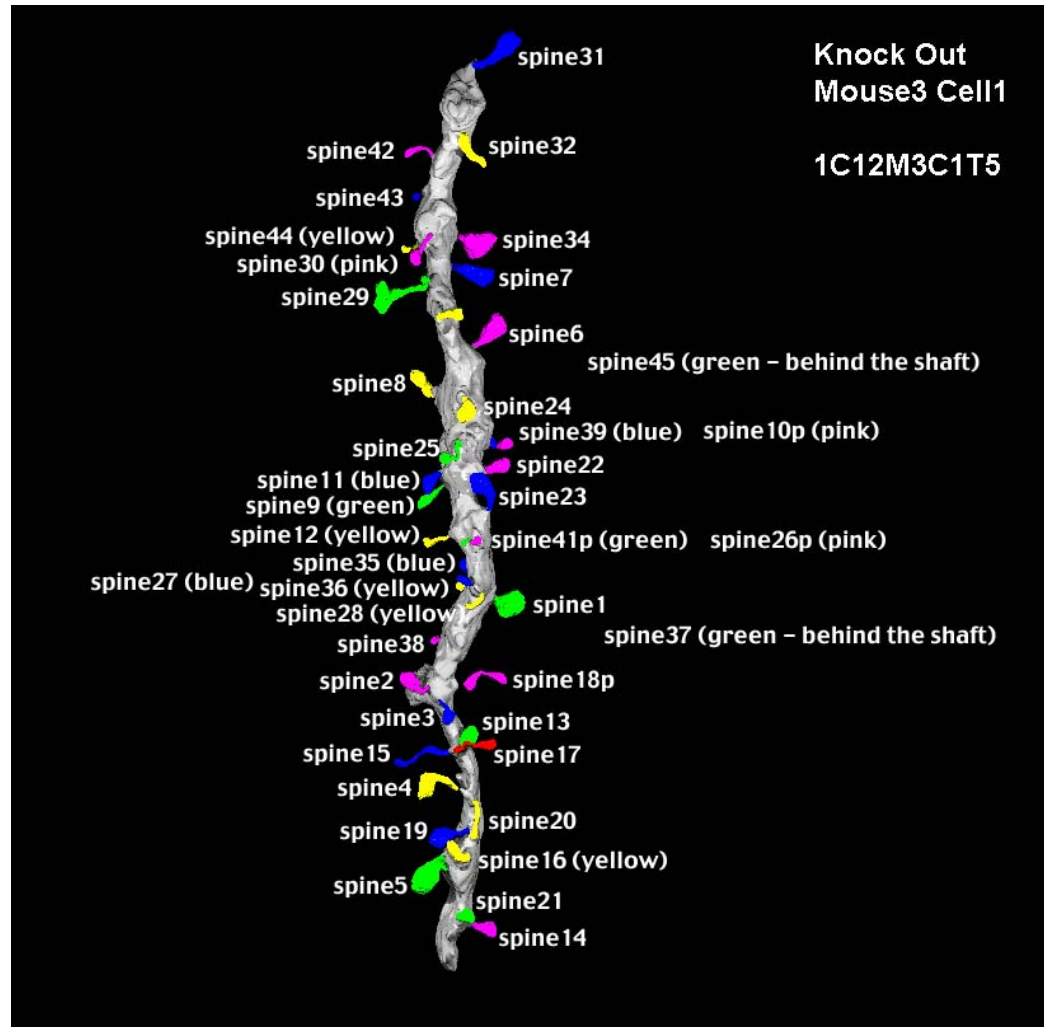 Knock Out
Mouse3 Cell1
1C12M3C1T5
spine31
spine42
spine32
spine43
spine44 (yellow)
spine34
spine30 (pink)
spine7
spine29
spine6
spine45 (green – behind the shaft)
spine8
spine24
spine39 (blue) spine10p (pink)
spine25
spine22
spine11 (blue)
spine23
spine9 (green)
spine12 (yellow)
spine41p (green) spine26p (pink)
spine35 (blue)
spine27 (blue) spine36 (yellow)
spine28 (yellow)
spine1
spine37 (green – behind the shaft)
spine38
spine2
spine18p
spine3
spine13
spine15
spine17
spine4
spine19
spine20
spine16 (yellow)
spine5
spine21
spine14